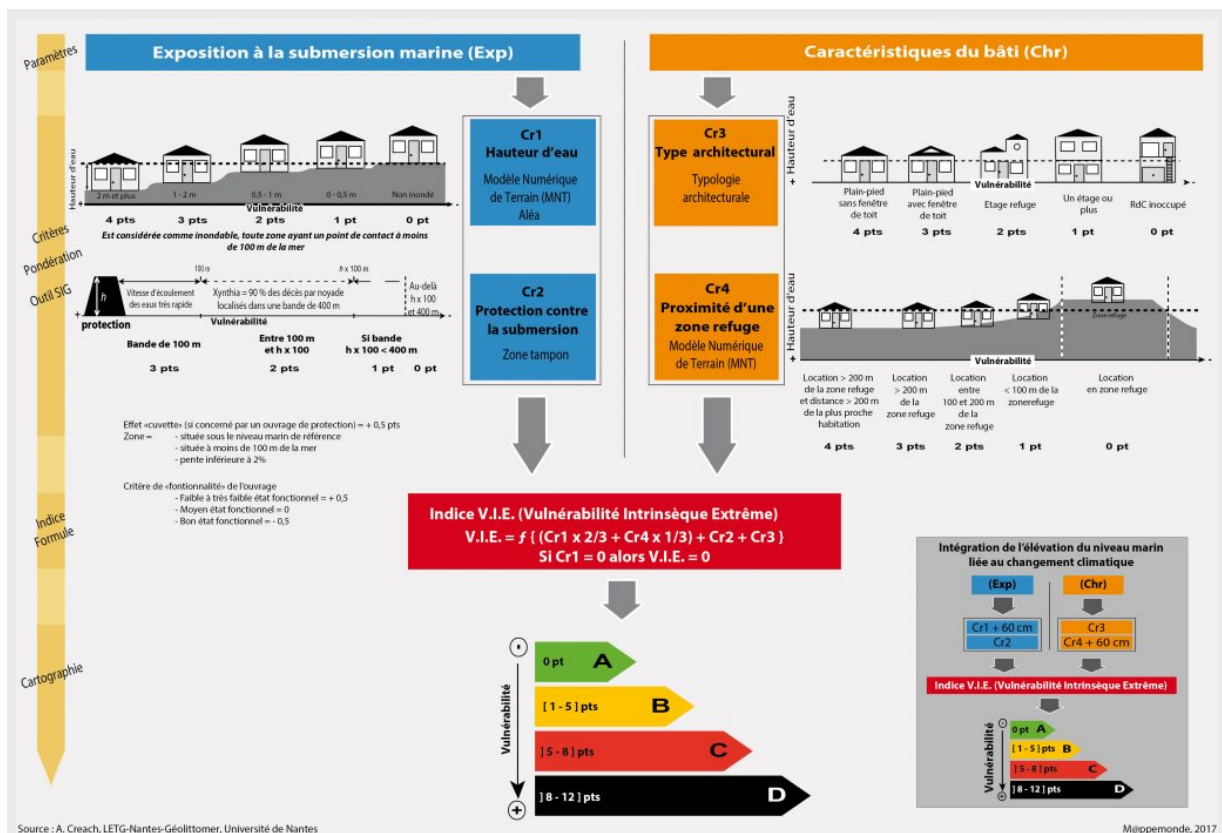 Paramètres
Critères
Pondération
Outil SIG
Indice
Formule
Cartographie
Exposition à la submersion marine (Exp)
Hauteur d'eau
2 m et plus
1 - 2 m
0,5 - 1 m
0 - 0,5 m
Non inondé
Vulnérabilité
4 pts
3 pts
2 pts
1 pt
0 pt
Est considérée comme inondable, toute zone ayant un point de contact à moins
de 100 m de la mer
h
protection
100 m
h x 100 m
Vitesse d'écoulement
des eaux très rapide
Xynthia = 90 % des décès par noyade
localisés dans une bande de 400 m
Au-delà
h x 100
et 400 m
Vulnérabilité
Bande de 100 m
Entre 100 m
et h x 100
Si bande
h x 100 < 400 m
3 pts
2 pts
1 pt
0 pt
Effet «cuvette» (si concerné par un ouvrage de protection) = + 0,5 pts
Zone =
- située sous le niveau marin de référence
- située à moins de 100 m de la mer
- pente inférieure à 2%
Critère de «fontionnalité» de l'ouvrage
- Faible à très faible état fonctionnel = + 0,5
- Moyen état fonctionnel = 0
- Bon état fonctionnel = - 0,5
Cr1
Hauteur d'eau
Modèle Numérique
de Terrain (MNT)
Aléa
Cr2
Protection contre
la submersion
Zone tampon
Caractéristiques du bâti (Chr)
Cr3
Type architectural
Typologie
architecturale
Cr4
Proximité d'une
zone refuge
Modèle Numérique
de Terrain (MNT)
+ Hauteur d'eau
Vulnérabilité
Plain-pied
sans fenêtre
de toit
Plain-pied
avec fenêtre
de toit
Etage refuge
Un étage ou
plus
RdC inoccupé
4 pts
3 pts
2 pts
1 pt
0 pt
+ Hauteur d'eau
Zone refuge
Vulnérabilité
Location > 200 m
de la zone refuge
et distance > 200 m
de la plus proche
habitation
Location
> 200 m
de la
zone refuge
Location
entre
100 et 200 m
de la
zone refuge
Location
< 100 m de la
zonerefuge
Location
en zone refuge
4 pts
3 pts
2 pts
1 pt
0 pt
Indice V.I.E. (Vulnérabilité Intrinsèque Extrême)
V.I.E. = ƒ { (Cr1 x 2/3 + Cr4 x 1/3) + Cr2 + Cr3 }
Si Cr1 = 0 alors V.I.E. = 0
Vulnérabilité
0 pt A
[ 1 - 5 ] pts B
] 5 - 8 ] pts C
] 8 - 12 ] pts D
Intégration de l'élévation du niveau marin
liée au changement climatique
(Exp)
(Chr)
Cr1 + 60 cm
Cr2
Cr3
Cr4 + 60 cm
Indice V.I.E. (Vulnérabilité Intrinsèque Extrême)
Vulnérabilité
0 pt A
[ 1 - 5 ] pts B
] 5 - 8 ] pts C
] 8 - 12 ] pts D
Source : A. Creach, LETG-Nantes-Géolittomer, Université de Nantes
M@ppemonde, 2017